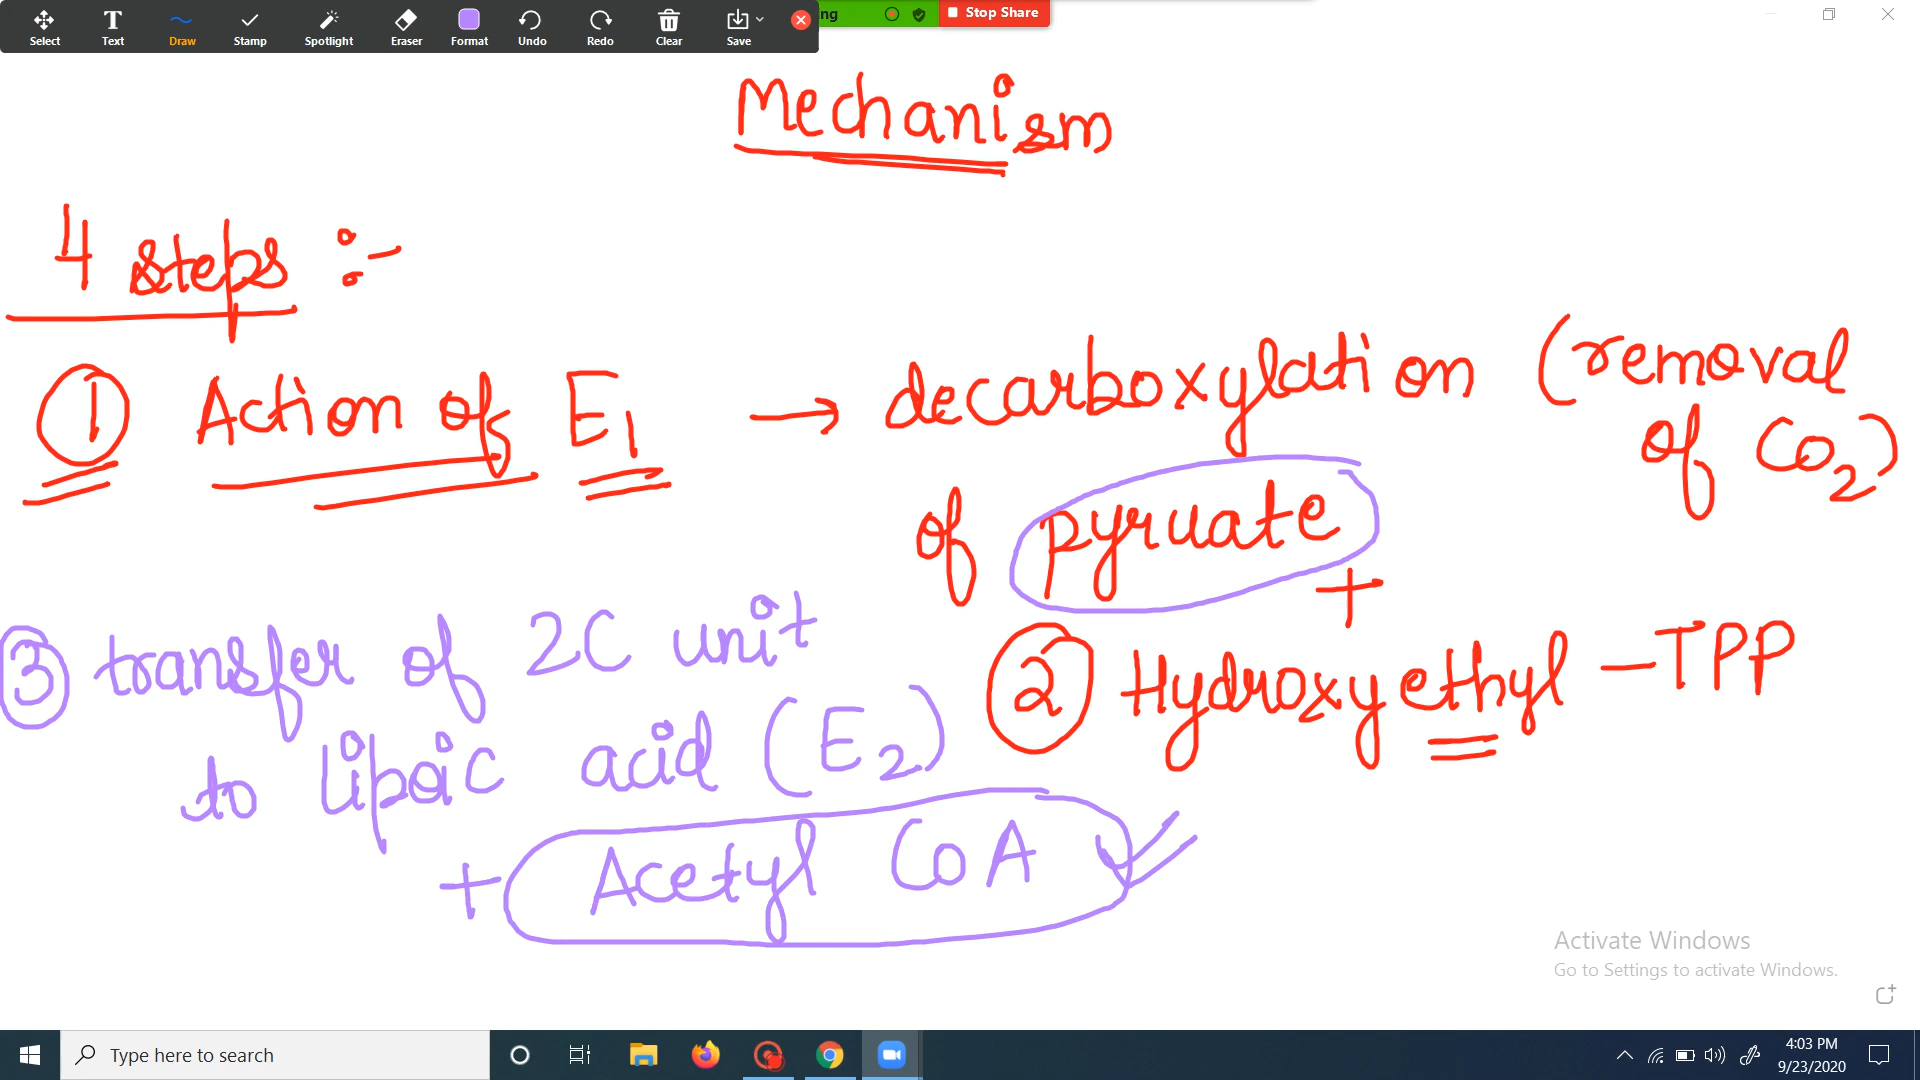 Select Text Draw Stamp Spotlight Eraser Format Undo Redo Clear Save
ng Stop Share
Mechanism
4 steps :-
① Action of E1 → decarboxylation (removal
of CO2)
of pyruate
+
② Hydroxyethyl - TPP
③ transfer of 2C unit
to lipoic acid (E2)
+ Acetyl CoA
Activate Windows
Go to Settings to activate Windows.
Type here to search
4:03 PM
9/23/2020